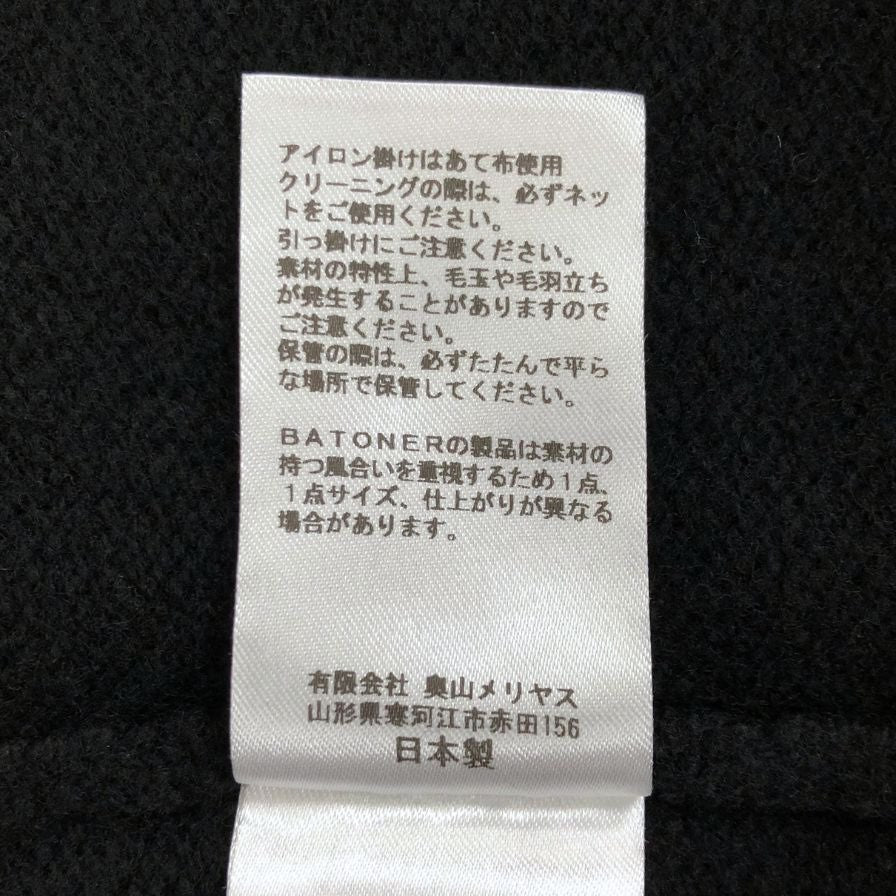 アイロン掛けはあて布使用
クリーニングの際は、必ずネッ
トをご使用ください。
引っ掛けにご注意ください。
素材の特性上、毛玉や毛羽立ち
が発生することがありますので
ご注意ください。
保管の際は、必ずたたんで平ら
な場所で保管してください。
BATONERの製品は素材の
持つ風合いを重視するため1点、
1点サイズ、仕上がりが異なる
場合があります。
有限会社 奥山メリヤス
山形県寒河江市赤田156
日本製